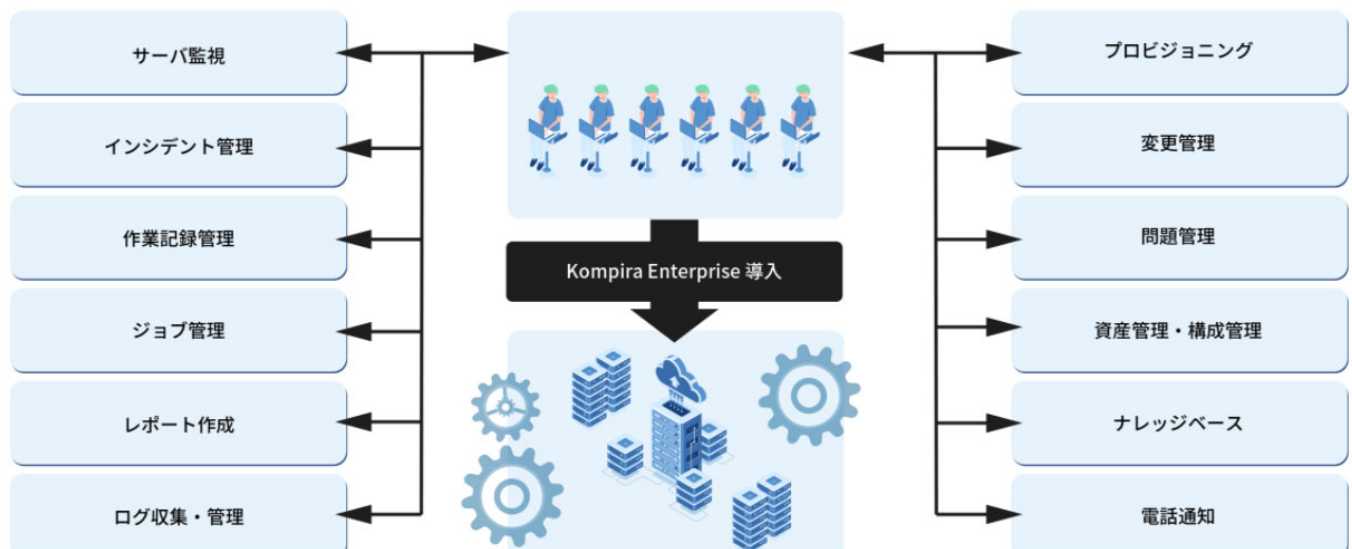 サーバ監視
インシデント管理
作業記録管理
ジョブ管理
レポート作成
ログ収集・管理
Kompira Enterprise 導入
プロビジョニング
変更管理
問題管理
資産管理・構成管理
ナレッジベース
電話通知